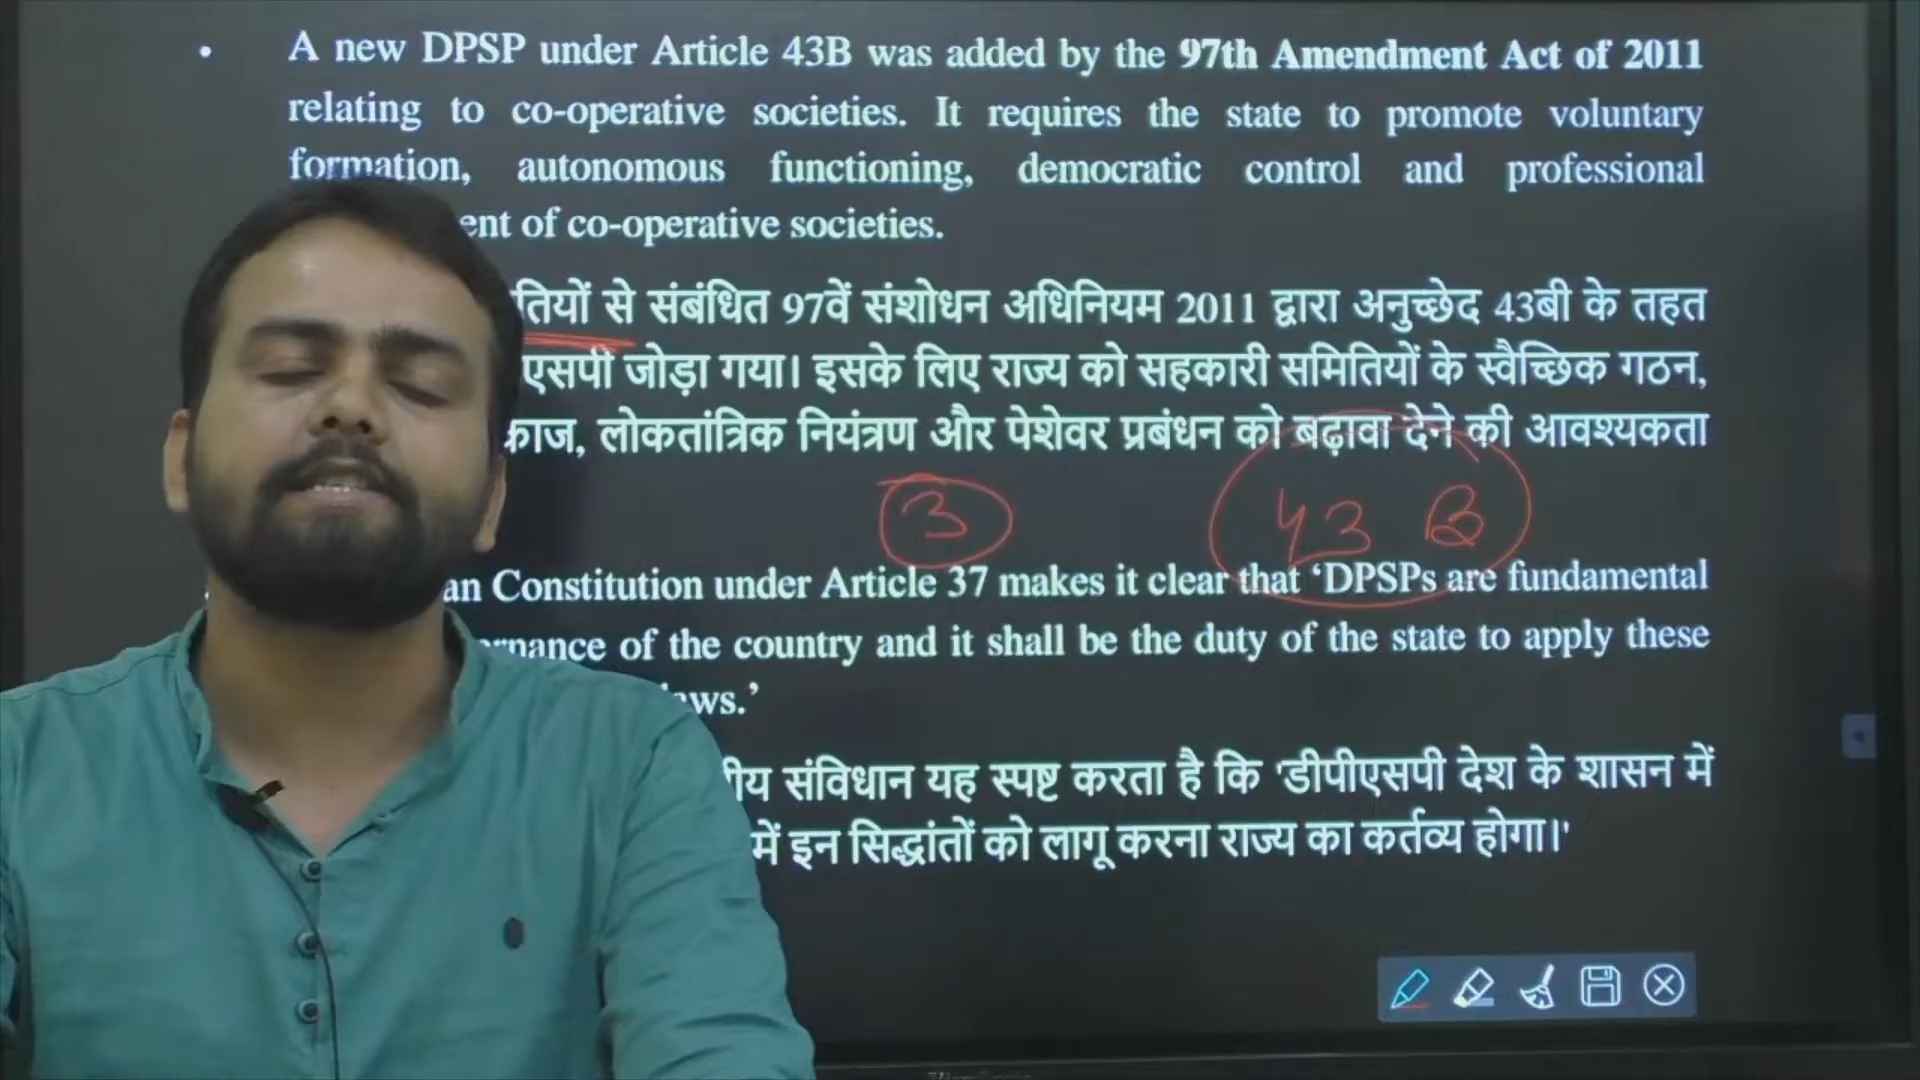 • A new DPSP under Article 43B was added by the 97th Amendment Act of 2011
relating to co-operative societies. It requires the state to promote voluntary
formation, autonomous functioning, democratic control and professional
ent of co-operative societies.
तियों से संबंधित 97वें संशोधन अधिनियम 2011 द्वारा अनुच्छेद 43बी के तहत
एसपी जोड़ा गया। इसके लिए राज्य को सहकारी समितियों के स्वैच्छिक गठन,
काज, लोकतांत्रिक नियंत्रण और पेशेवर प्रबंधन को बढ़ावा देने की आवश्यकता
3 43 B
an Constitution under Article 37 makes it clear that ‘DPSPs are fundamental
ernance of the country and it shall be the duty of the state to apply these
laws.’
ीय संविधान यह स्पष्ट करता है कि 'डीपीएसपी देश के शासन में
में इन सिद्धांतों को लागू करना राज्य का कर्तव्य होगा।'